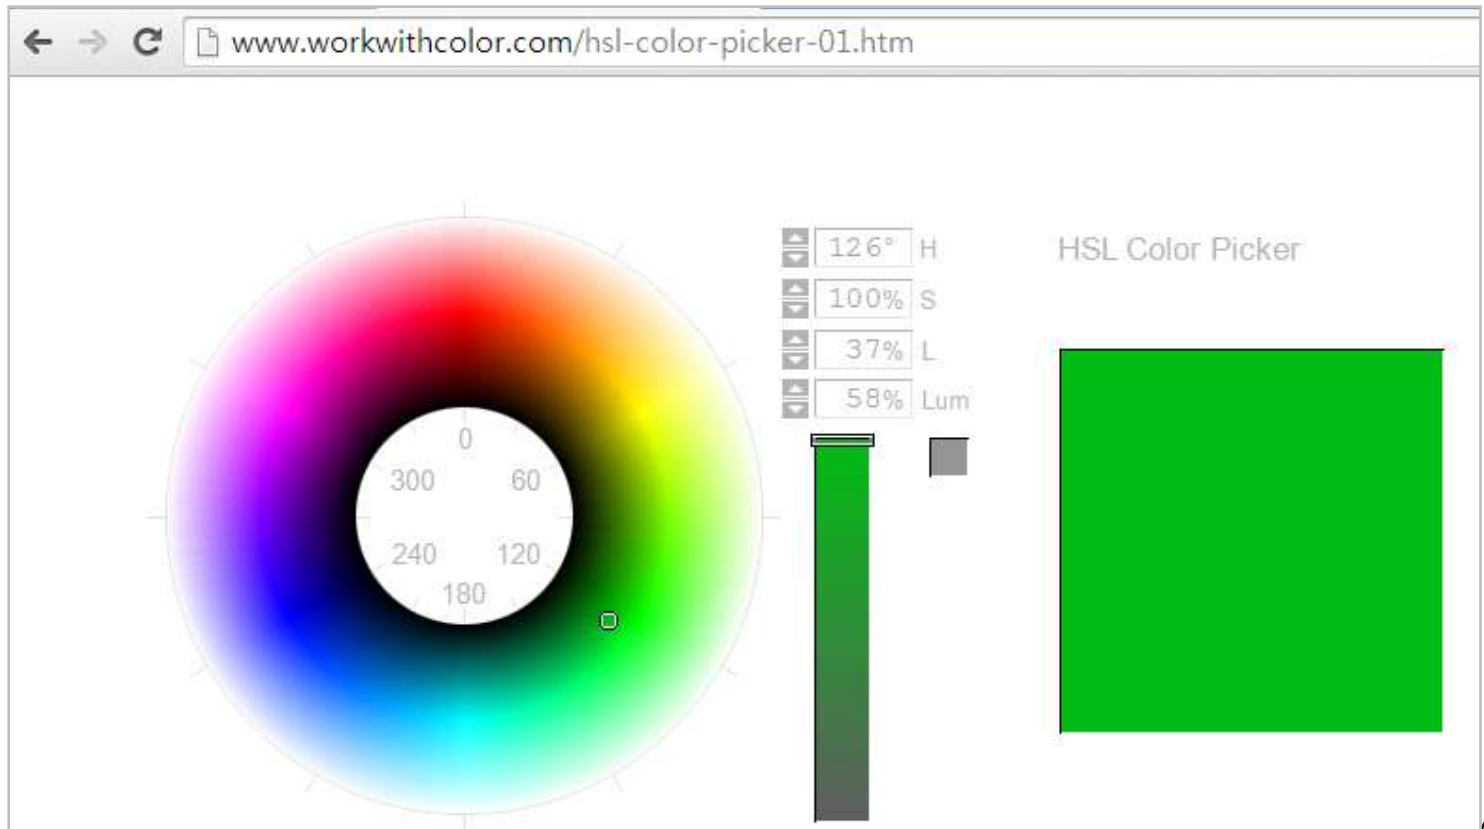 www.workwithcolor.com/hsl-color-picker-01.htm
126° H
HSL Color Picker
100% S
37% L
58% Lum
0
300 60
240 120
180